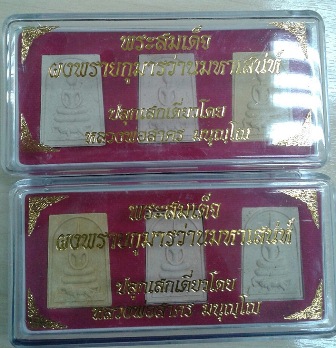 พระสมเด็จ
ผงพรายกุมารว่านมหาเสน่ห์
ปลุกเสกเดี่ยวโดย
หลวงพ่อสาคร มนุญฺโญ
พระสมเด็จ
ผงพรายกุมารว่านมหาเสน่ห์
ปลุกเสกเดี่ยวโดย
หลวงพ่อสาคร มนุญฺโญ